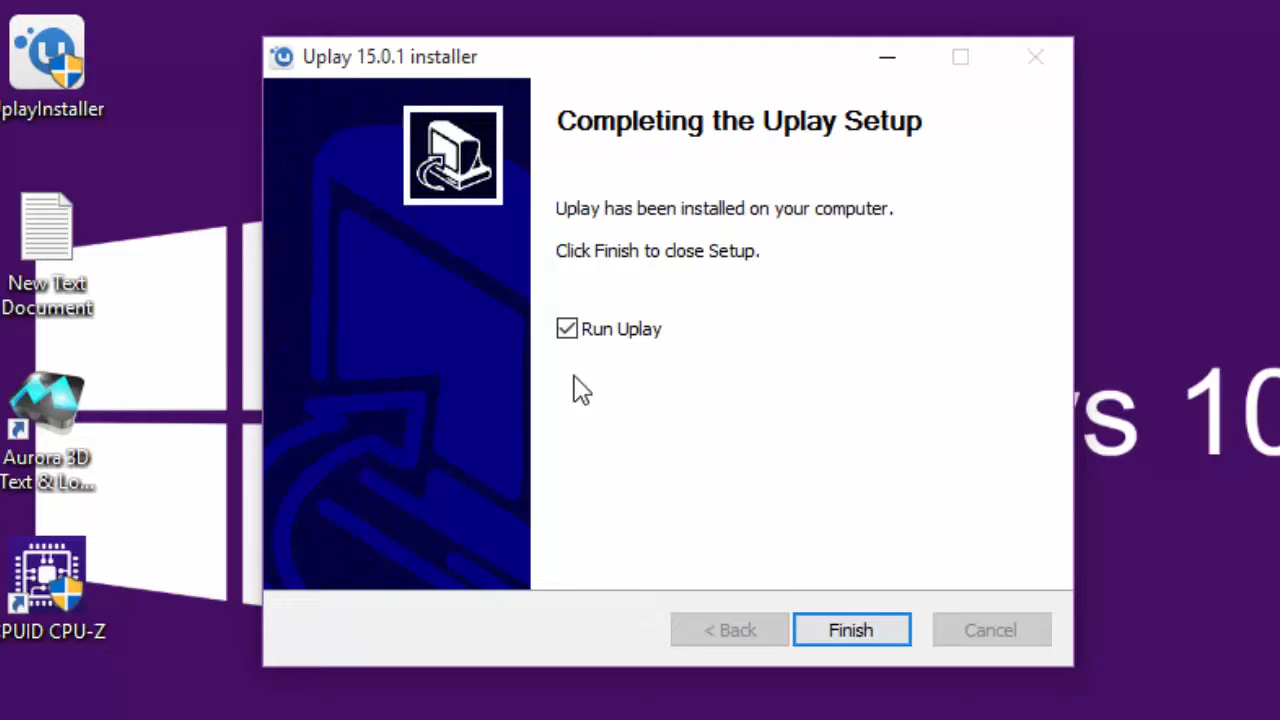 Uplay 15.0.1 installer
playInstaller
Completing the Uplay Setup
Uplay has been installed on your computer.
Click Finish to close Setup.
New Text
Document
Run Uplay
ws 10
Aurora 3D
Text & Lo...
PUID CPU-Z
< Back
Finish
Cancel